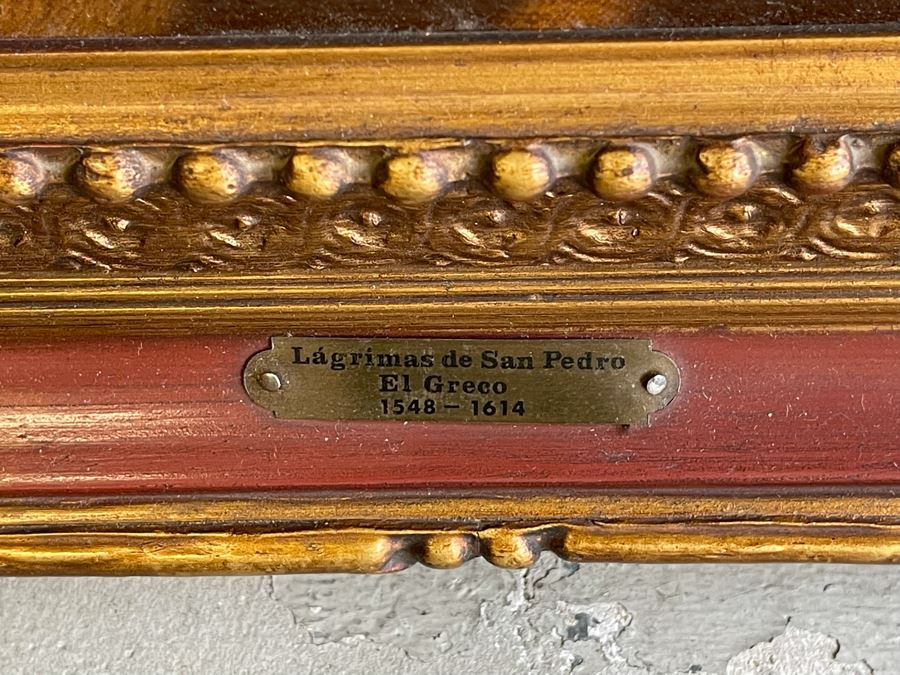 Lágrimas de San Pedro
El Greco
1548 - 1614